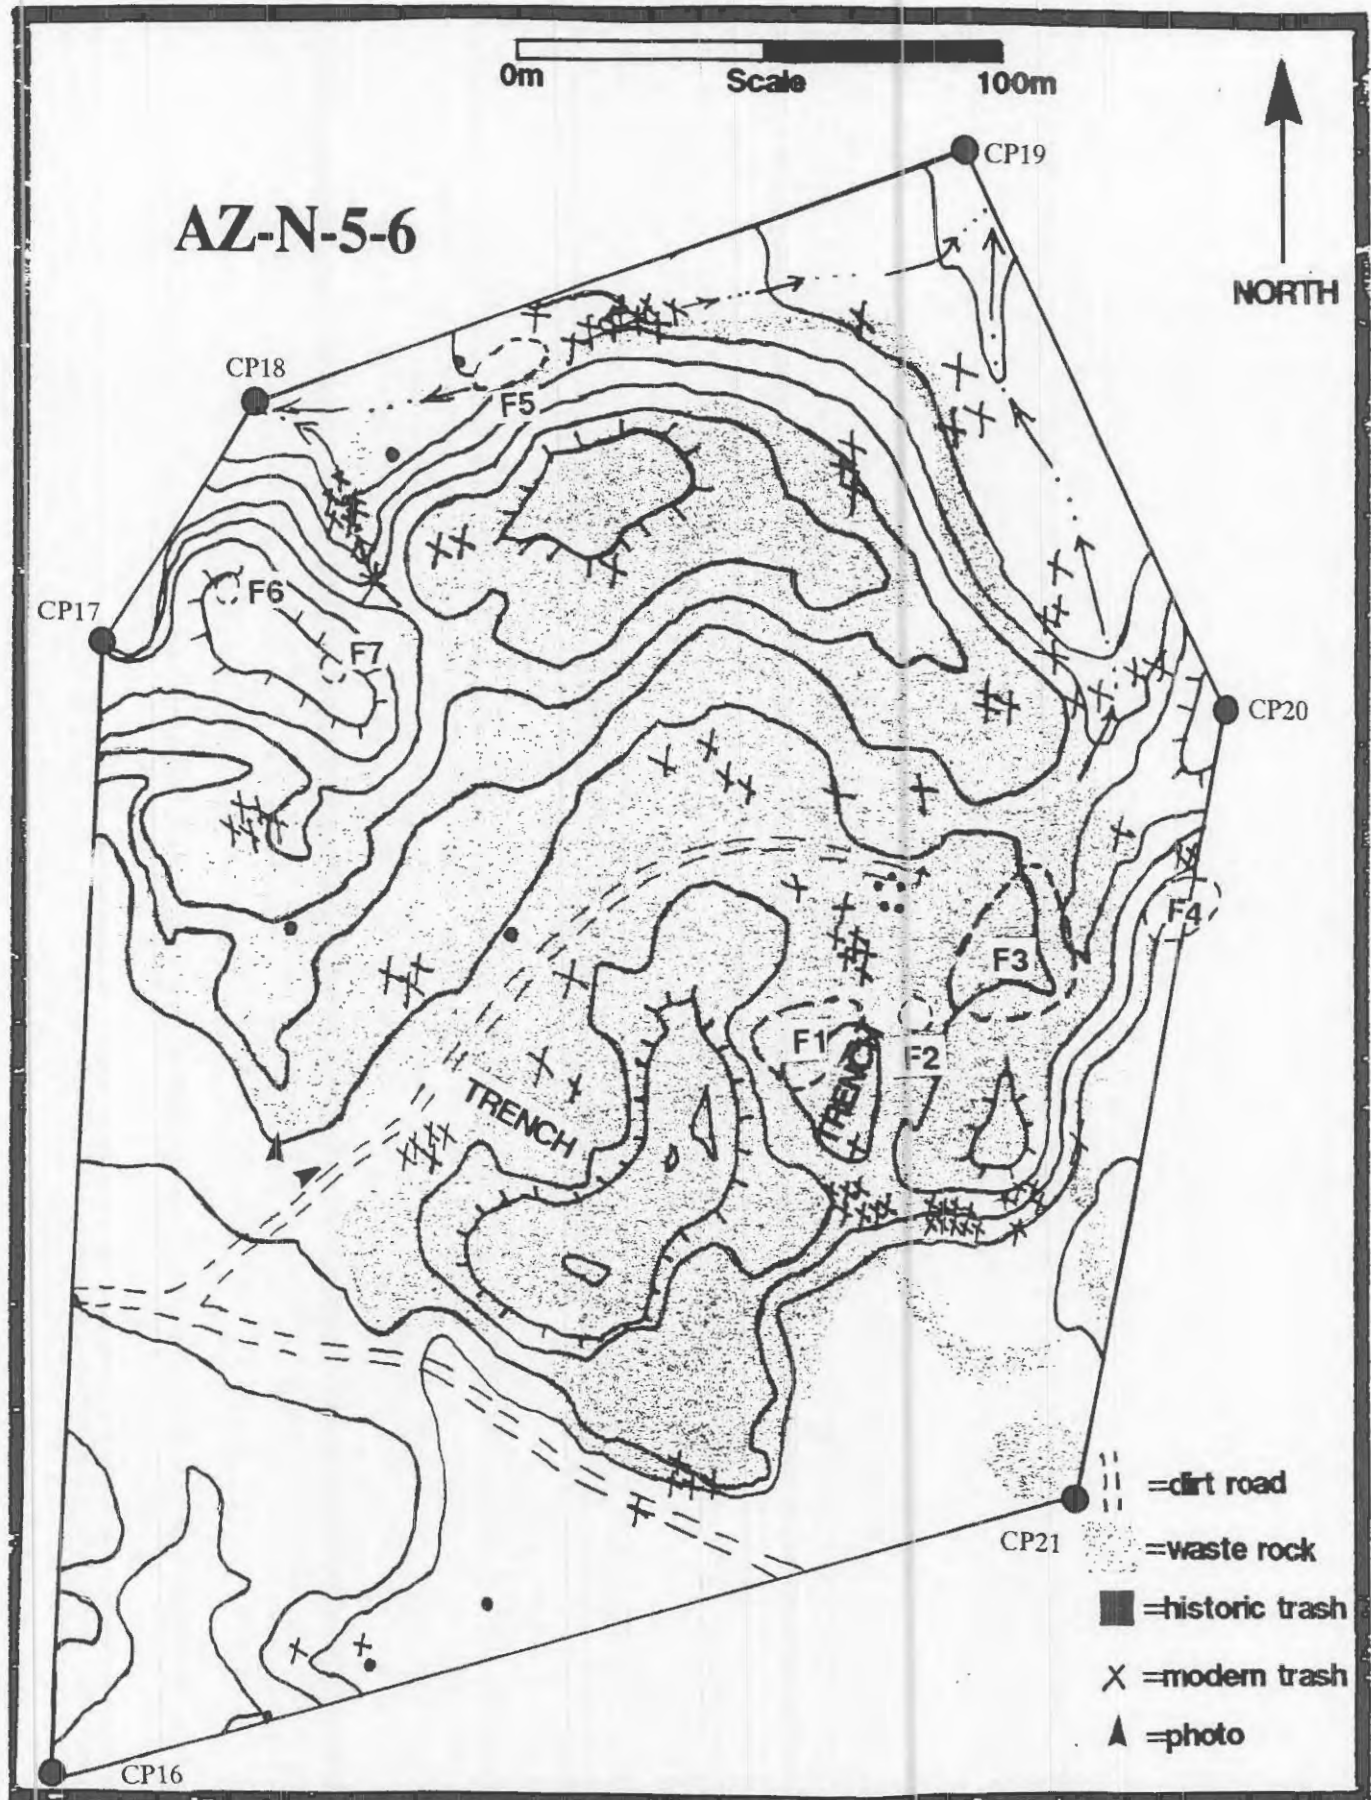 0m Scale 100m
CP19
AZ-N-5-6
NORTH
CP18
F5
F6
CP17
F7
CP20
F4
F3
F1
F2
TRENCH
TRENCH
=dirt road
CP21
=waste rock
=historic trash
=modern trash
=photo
CP16